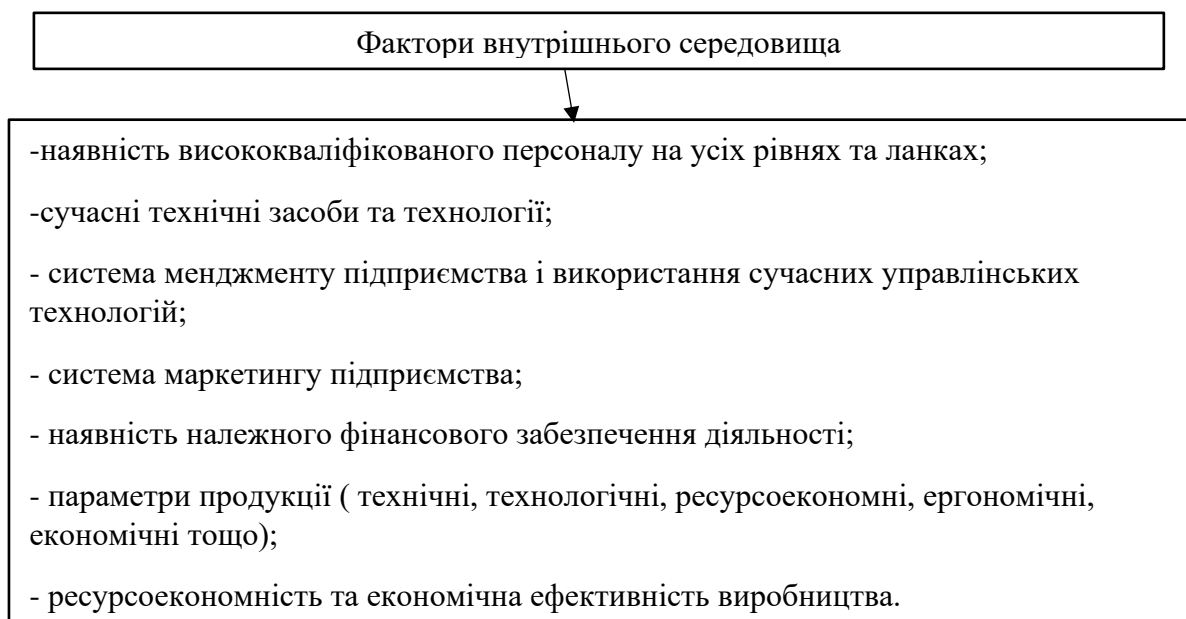 Фактори внутрішнього середовища
-наявність висококваліфікованого персоналу на усіх рівнях та ланках;
-сучасні технічні засоби та технології;
- система менджменту підприємства і використання сучасних управлінських
технологій;
- система маркетингу підприємства;
- наявність належного фінансового забезпечення діяльності;
- параметри продукції ( технічні, технологічні, ресурсоекономні, ергономічні,
економічні тощо);
- ресурсоекономність та економічна ефективність виробництва.